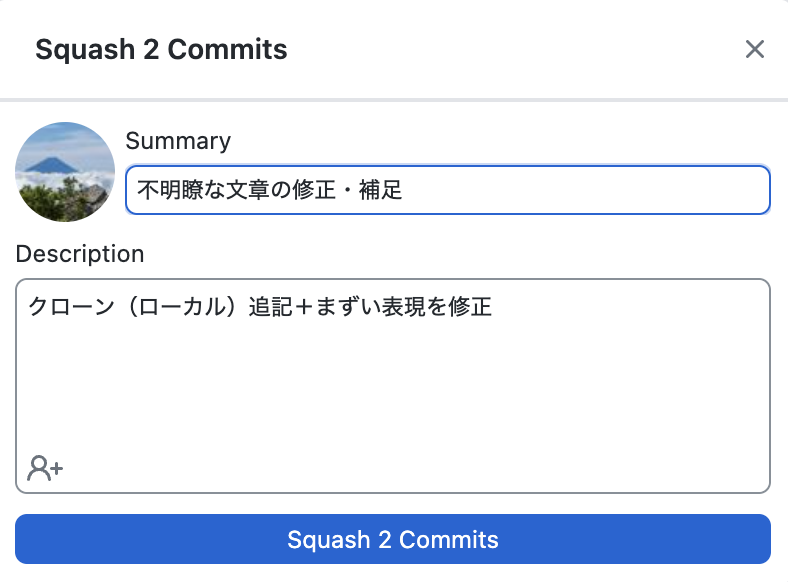 Squash 2 Commits
Summary
不明瞭な文章の修正・補足
Description
クローン（ローカル）追記＋まずい表現を修正
Squash 2 Commits